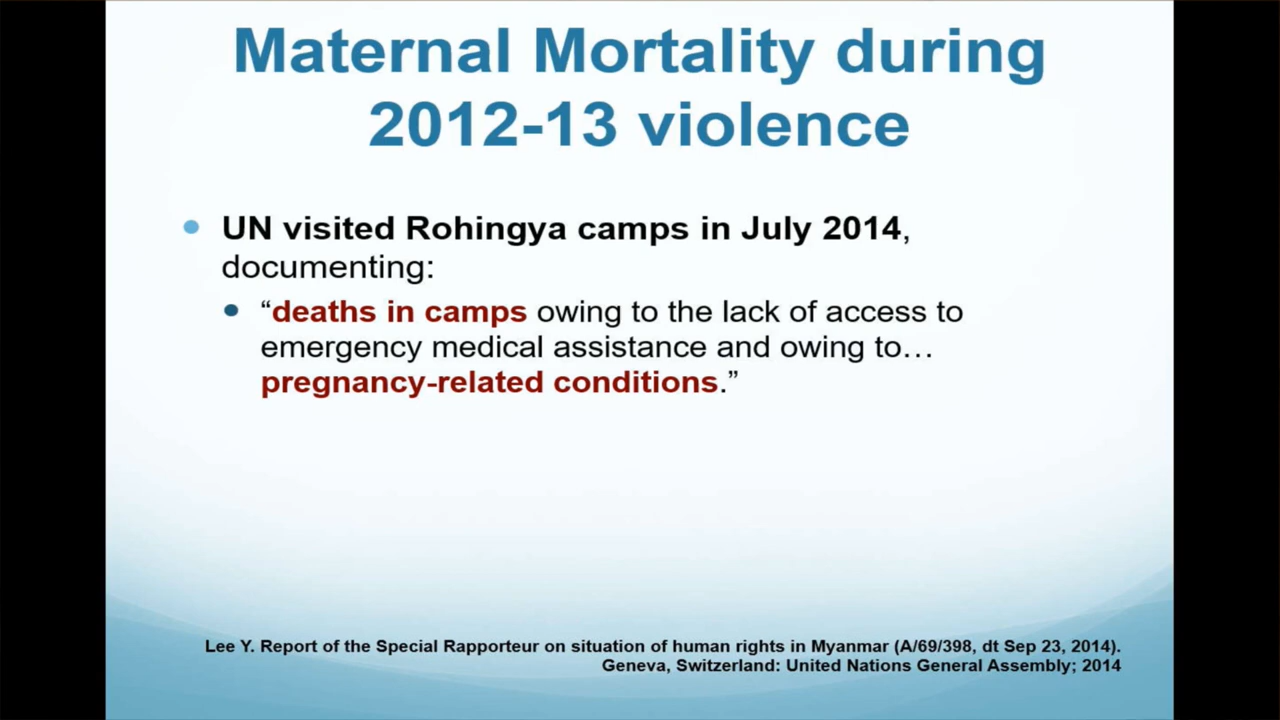 Maternal Mortality during
2012-13 violence
UN visited Rohingya camps in July 2014,
documenting:
“deaths in camps owing to the lack of access to
emergency medical assistance and owing to…
pregnancy-related conditions.”
Lee Y. Report of the Special Rapporteur on situation of human rights in Myanmar (A/69/398, dt Sep 23, 2014).
Geneva, Switzerland: United Nations General Assembly; 2014